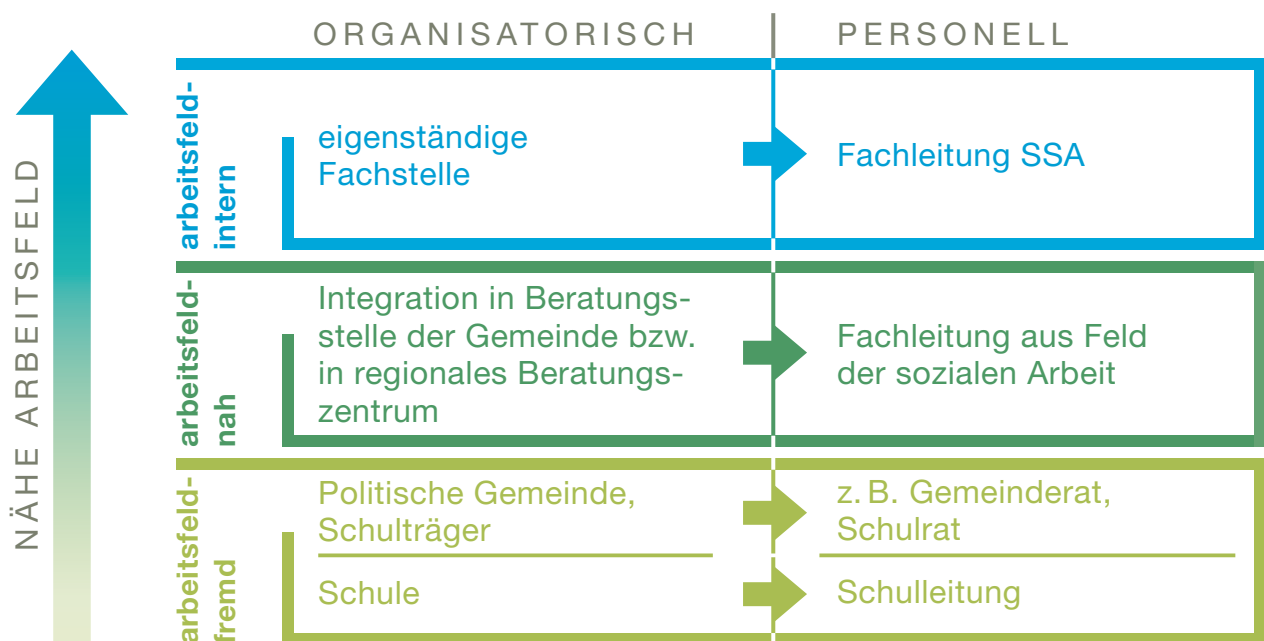 ORGANISATORISCH
PERSONELL
NÄHE ARBEITSFELD
arbeitsfeld-
intern
eigenständige
Fachstelle
Fachleitung SSA
arbeitsfeld-
nah
Integration in Beratungs-
stelle der Gemeinde bzw.
in regionales Beratungs-
zentrum
Fachleitung aus Feld
der sozialen Arbeit
arbeitsfeld-
fremd
Politische Gemeinde,
Schulträger
z. B. Gemeinderat,
Schulrat
Schule
Schulleitung